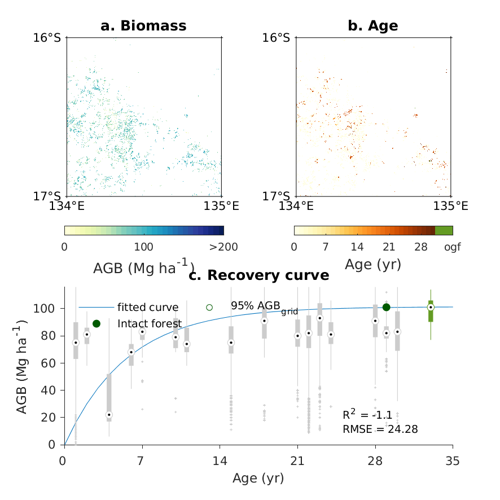 a. Biomass
b. Age
16°S
17°S
134°E
135°E
16°S
17°S
134°E
135°E
0 100 >200
AGB (Mg ha⁻¹)
0 7 14 21 28 ogf
Age (yr)
c. Recovery curve
fitted curve
95% AGB_grid
Intact forest
R² = -1.1
RMSE = 24.28
100
80
60
40
20
0
AGB (Mg ha⁻¹)
0 7 14 21 28 35
Age (yr)